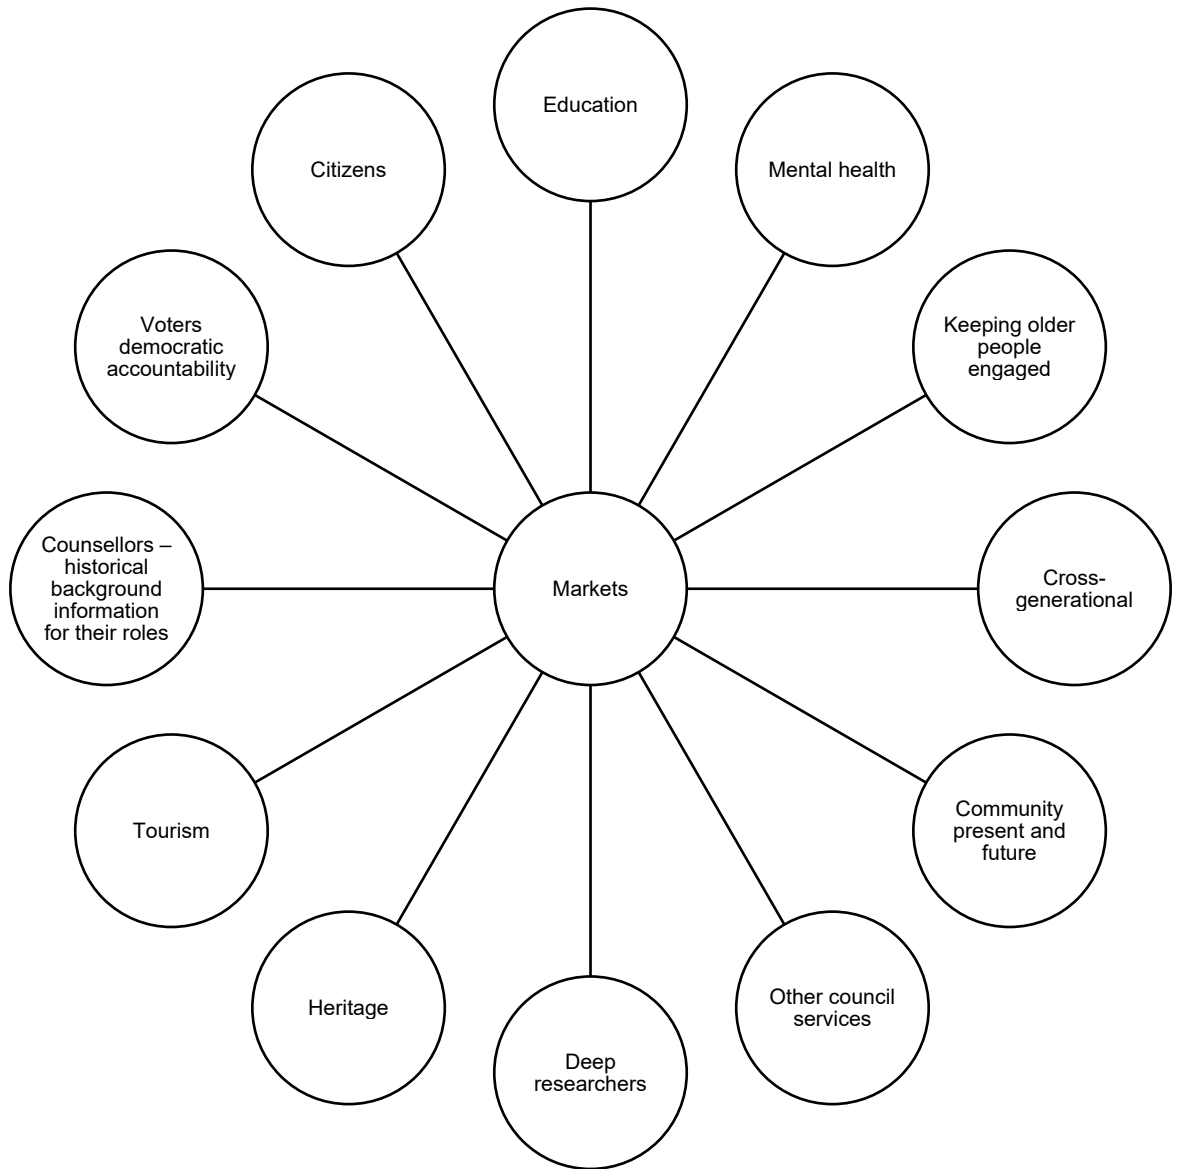 Education
Citizens
Mental health
Voters
democratic
accountability
Keeping older
people
engaged
Counsellors –
historical
background
information
for their roles
Markets
Cross-
generational
Tourism
Community
present and
future
Heritage
Other council
services
Deep
researchers